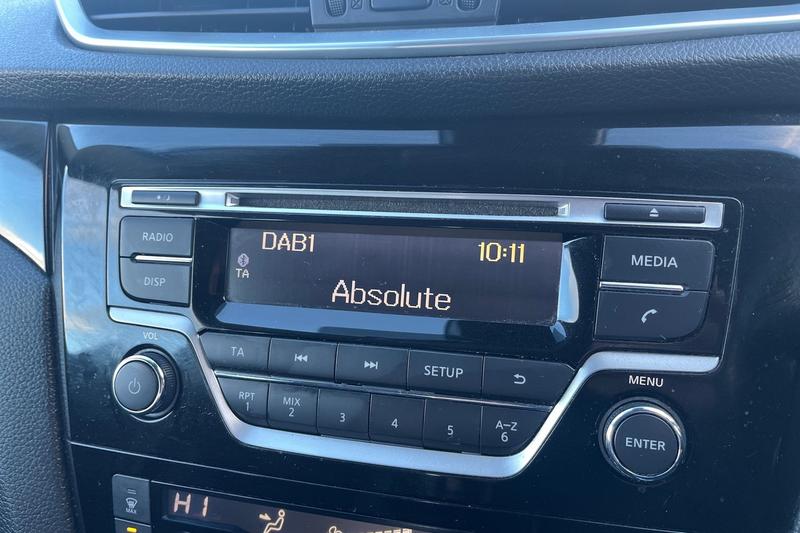 RADIO
DISP
DAB1 10:11
TA
Absolute
MEDIA
VOL
TA
SETUP
RPT
1
MIX
2
3
4
5
A-Z
6
MENU
ENTER
MAX
HI